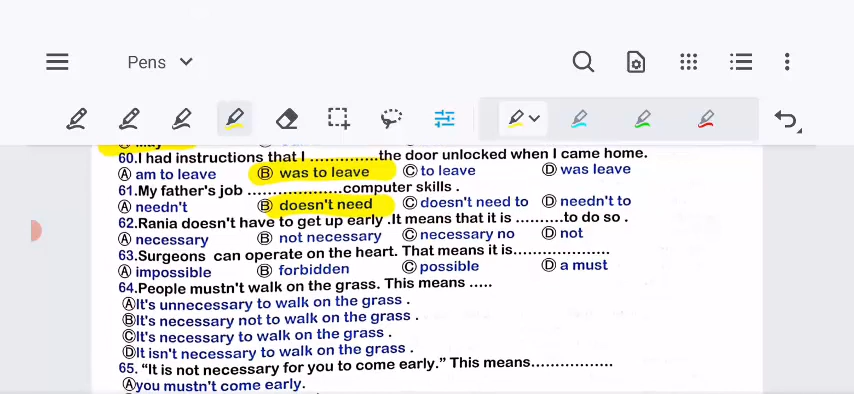 Pens
may
60.I had instructions that I ...............the door unlocked when I came home.
Ⓐ am to leave Ⓑ was to leave Ⓒ to leave Ⓓ was leave
61.My father's job .....................computer skills .
Ⓐ needn't Ⓑ doesn't need Ⓒ doesn't need to Ⓓ needn't to
62.Rania doesn't have to get up early .It means that it is ..........to do so .
Ⓐ necessary Ⓑ not necessary Ⓒ necessary no Ⓓ not
63.Surgeons can operate on the heart. That means it is.....................
Ⓐ impossible Ⓑ forbidden Ⓒ possible Ⓓ a must
64.People mustn't walk on the grass. This means .....
ⒶIt's unnecessary to walk on the grass .
ⒷIt's necessary not to walk on the grass .
ⒸIt's necessary to walk on the grass .
ⒹIt isn't necessary to walk on the grass .
65. “It is not necessary for you to come early.” This means.................
Ⓐyou mustn't come early.